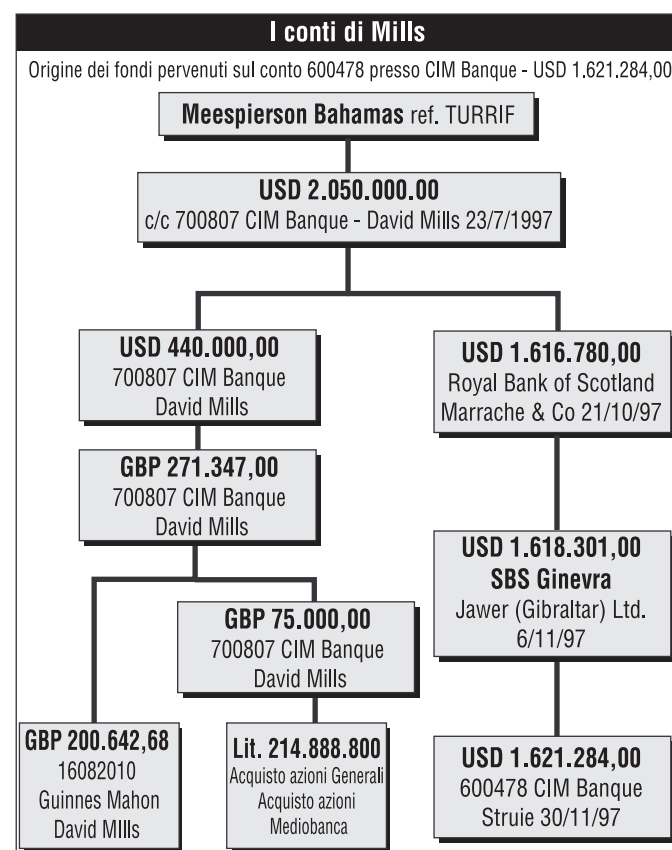 I conti di Mills
Origine dei fondi pervenuti sul conto 600478 presso CIM Banque - USD 1.621.284,00
Meespierson Bahamas ref. TURRIF
USD 2.050.000.00
c/c 700807 CIM Banque - David Mills 23/7/1997
USD 440.000,00
700807 CIM Banque
David Mills
USD 1.616.780,00
Royal Bank of Scotland
Marrache & Co 21/10/97
GBP 271.347,00
700807 CIM Banque
David Mills
USD 1.618.301,00
SBS Ginevra
Jawer (Gibraltar) Ltd.
6/11/97
GBP 75.000,00
700807 CIM Banque
David Mills
GBP 200.642,68
16082010
Guinnes Mahon
David MIlls
Lit. 214.888.800
Acquisto azioni Generali
Acquisto azioni
Mediobanca
USD 1.621.284,00
600478 CIM Banque
Struie 30/11/97